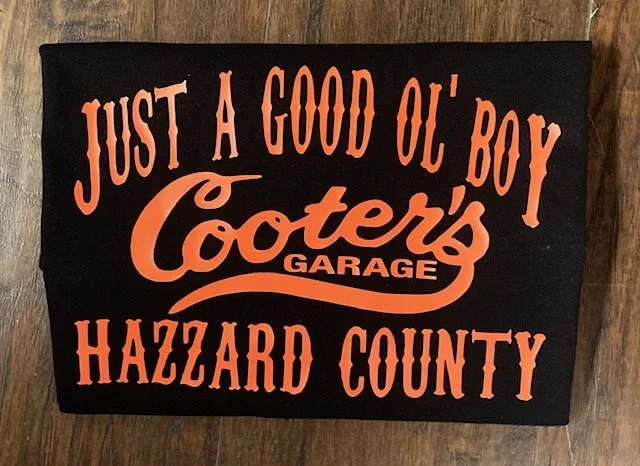 JUST A GOOD OL' BOY
Cooter's
GARAGE
HAZZARD COUNTY